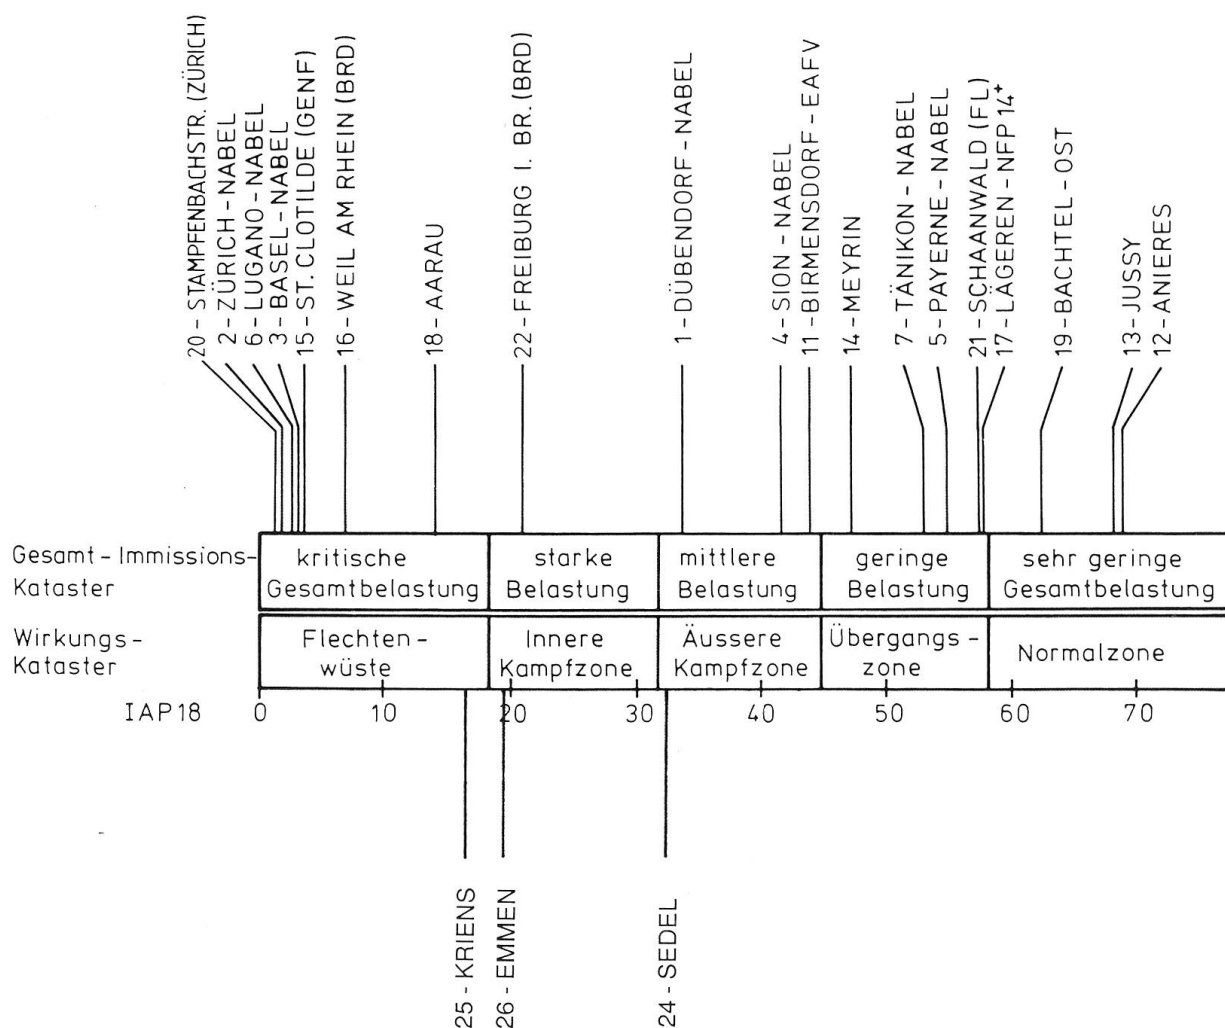 20 - STAMPFENBACHSTR. (ZÜRICH)
2 - ZÜRICH - NABEL
6 - LUGANO - NABEL
3 - BASEL - NABEL
15 - ST. CLOTILDE (GENF)
16 - WEIL AM RHEIN (BRD)
18 - AARAU
22 - FREIBURG I. BR. (BRD)
1 - DÜBENDORF - NABEL
4 - SION - NABEL
11 - BIRMENSDORF - EAFV
14 - MEYRIN
7 - TÄNIKON - NABEL
5 - PAYERNE - NABEL
21 - SCHAANWALD (FL)
17 - LÄGEREN - NFP 14+
19 - BACHTEL - OST
13 - JUSSY
12 - ANIERES
Gesamt - Immissions-
Kataster
kritische
Gesamtbelastung
starke
Belastung
mittlere
Belastung
geringe
Belastung
sehr geringe
Gesamtbelastung
Wirkungs -
Kataster
Flechten -
wüste
Innere
Kampfzone
Äussere
Kampfzone
Übergangs -
zone
Normalzone
IAP 18 0 10 20 30 40 50 60 70
25 - KRIENS
26 - EMMEN
24 - SEDEL